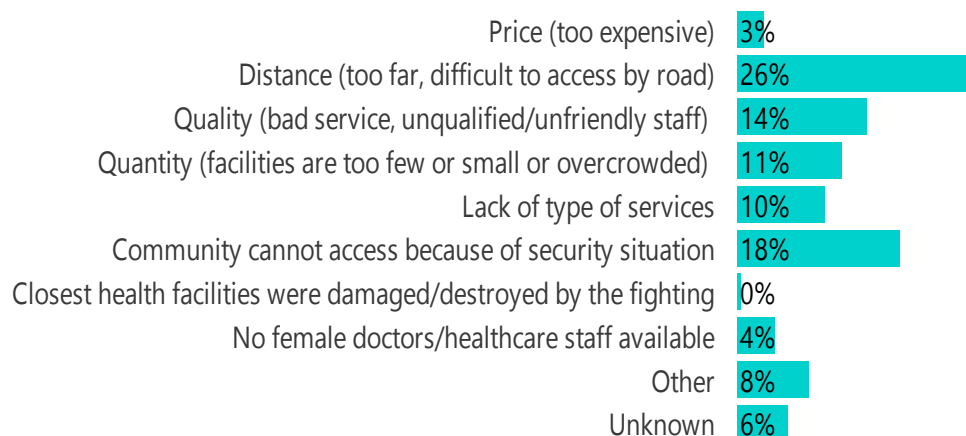 Price (too expensive) 3%
Distance (too far, difficult to access by road) 26%
Quality (bad service, unqualified/unfriendly staff) 14%
Quantity (facilities are too few or small or overcrowded) 11%
Lack of type of services 10%
Community cannot access because of security situation 18%
Closest health facilities were damaged/destroyed by the fighting 0%
No female doctors/healthcare staff available 4%
Other 8%
Unknown 6%